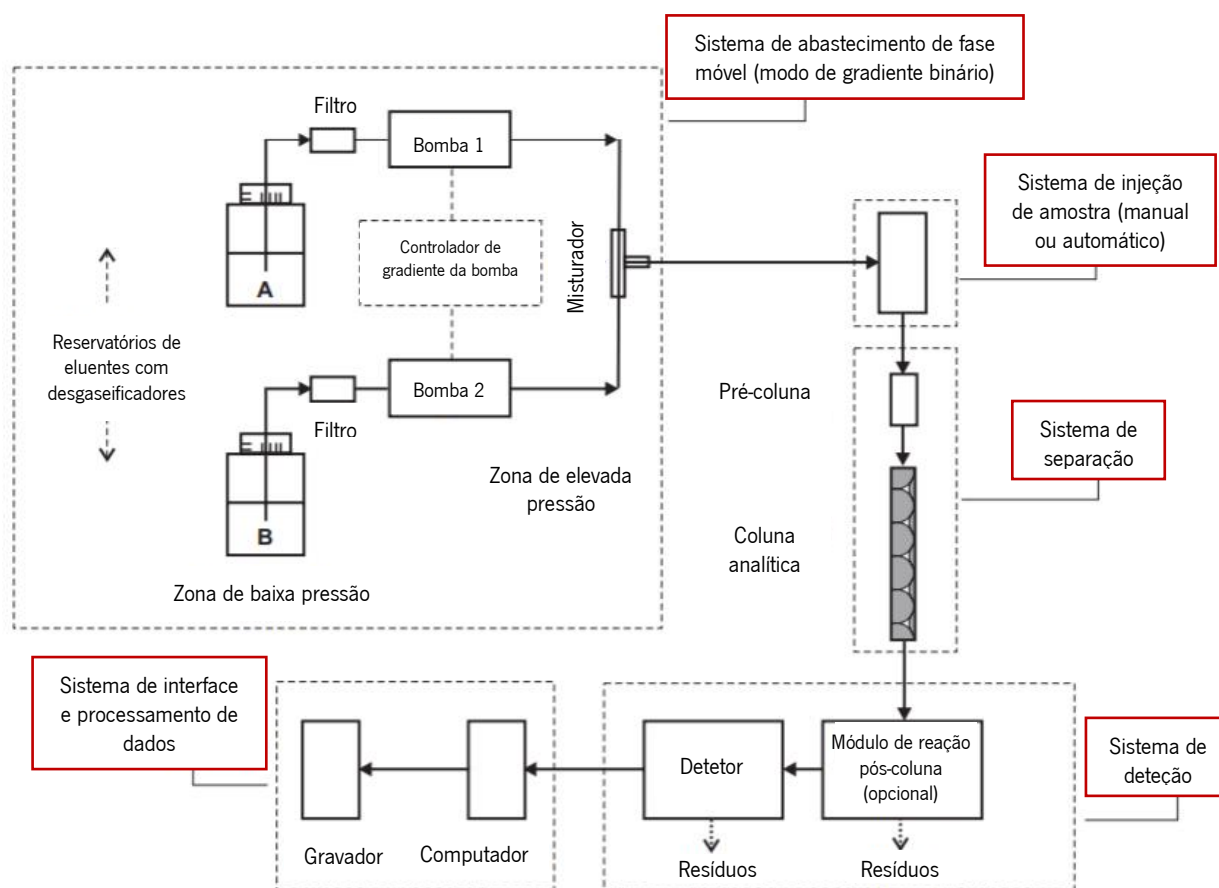 Sistema de abastecimento de fase
móvel (modo de gradiente binário)
Filtro
Bomba 1
Sistema de injeção
de amostra (manual
ou automático)
Controlador de
gradiente da bomba
Misturador
A
Reservatórios de
eluentes com
desgaseificadores
Bomba 2
Filtro
Pré-coluna
Sistema de
separação
Zona de elevada
pressão
B
Coluna
analítica
Zona de baixa pressão
Sistema de interface
e processamento de
dados
Detetor
Módulo de reação
pós-coluna
(opcional)
Sistema de
deteção
Gravador
Computador
Resíduos
Resíduos